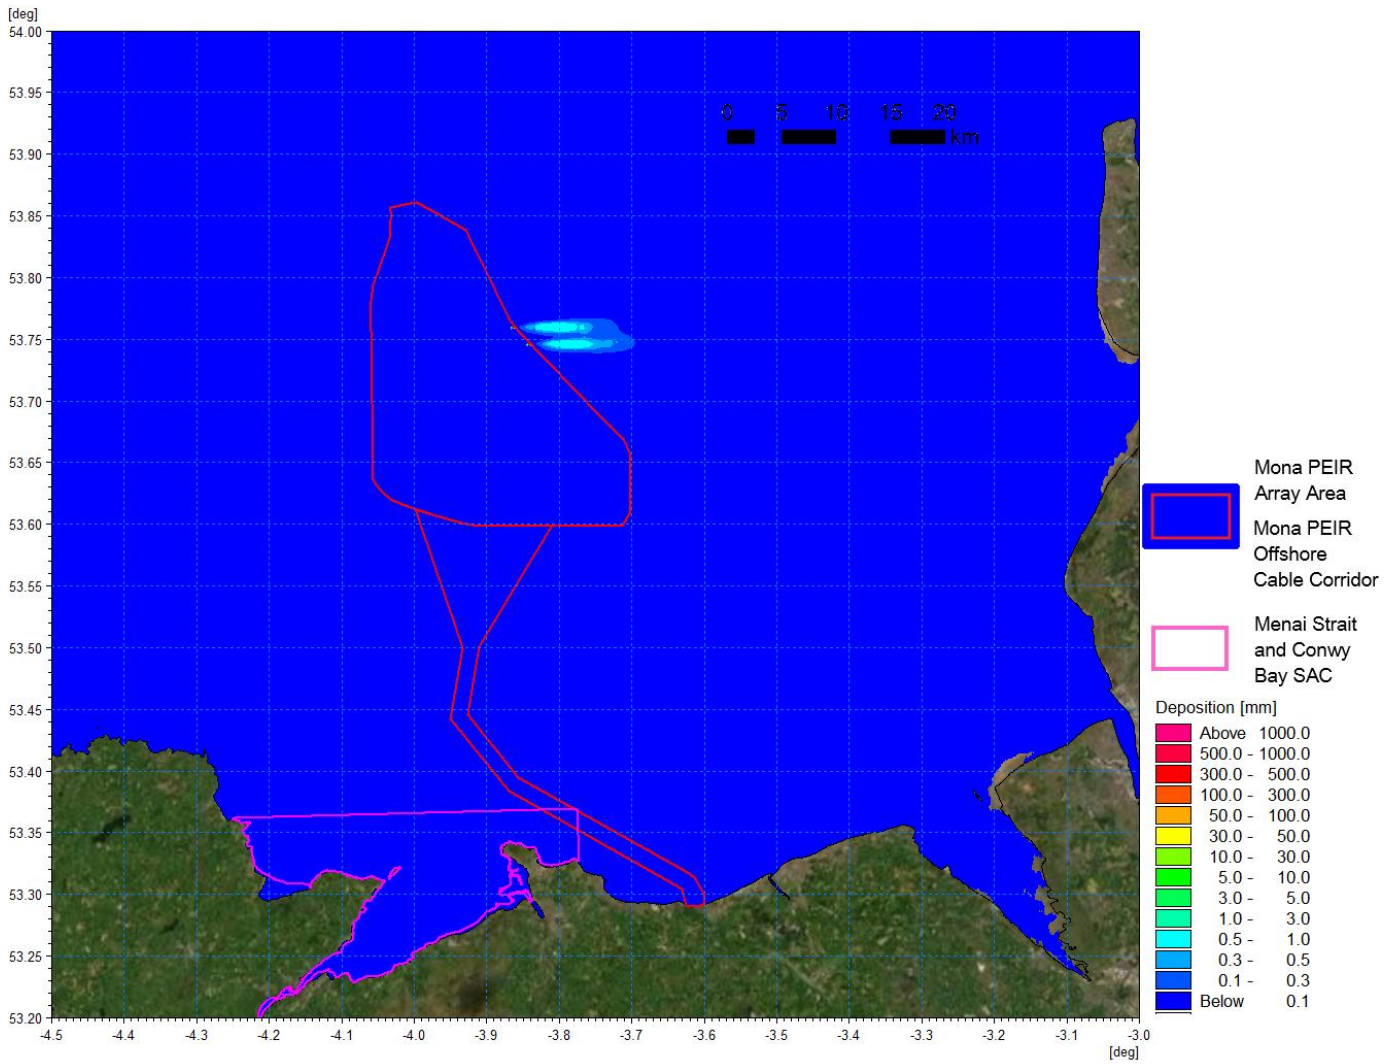 [deg]
54.00
53.95
53.90
53.85
53.80
53.75
53.70
53.65
53.60
53.55
53.50
53.45
53.40
53.35
53.30
53.25
53.20
-4.5 -4.4 -4.3 -4.2 -4.1 -4.0 -3.9 -3.8 -3.7 -3.6 -3.5 -3.4 -3.3 -3.2 -3.1 -3.0
[deg]
0 5 10 15 20
km
Mona PEIR
Array Area
Mona PEIR
Offshore
Cable Corridor
Menai Strait
and Conwy
Bay SAC
Deposition [mm]
Above 1000.0
500.0 - 1000.0
300.0 - 500.0
100.0 - 300.0
50.0 - 100.0
30.0 - 50.0
10.0 - 30.0
5.0 - 10.0
3.0 - 5.0
1.0 - 3.0
0.5 - 1.0
0.3 - 0.5
0.1 - 0.3
Below 0.1